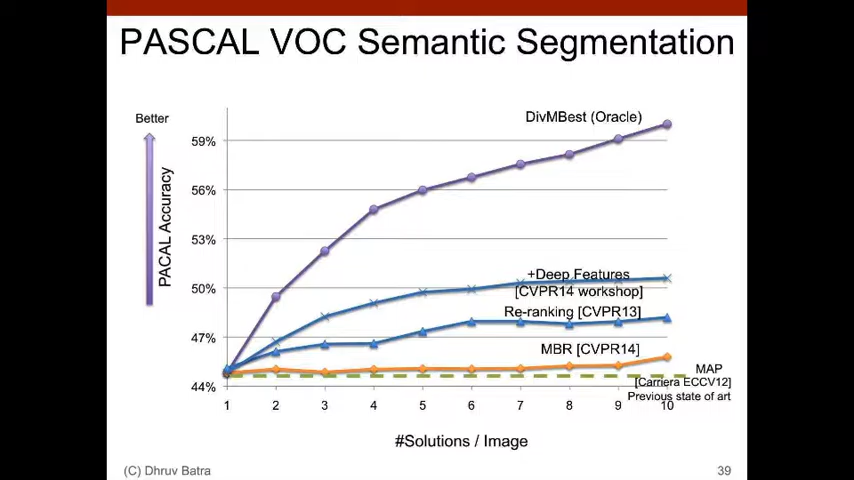 PASCAL VOC Semantic Segmentation
Better
PACAL Accuracy
59%
56%
53%
50%
47%
44%
DivMBest (Oracle)
+Deep Features
[CVPR14 workshop]
Re-ranking [CVPR13]
MBR [CVPR14]
MAP
[Carriera ECCV12]
Previous state of art
1 2 3 4 5 6 7 8 9 10
#Solutions / Image
(C) Dhruv Batra
39